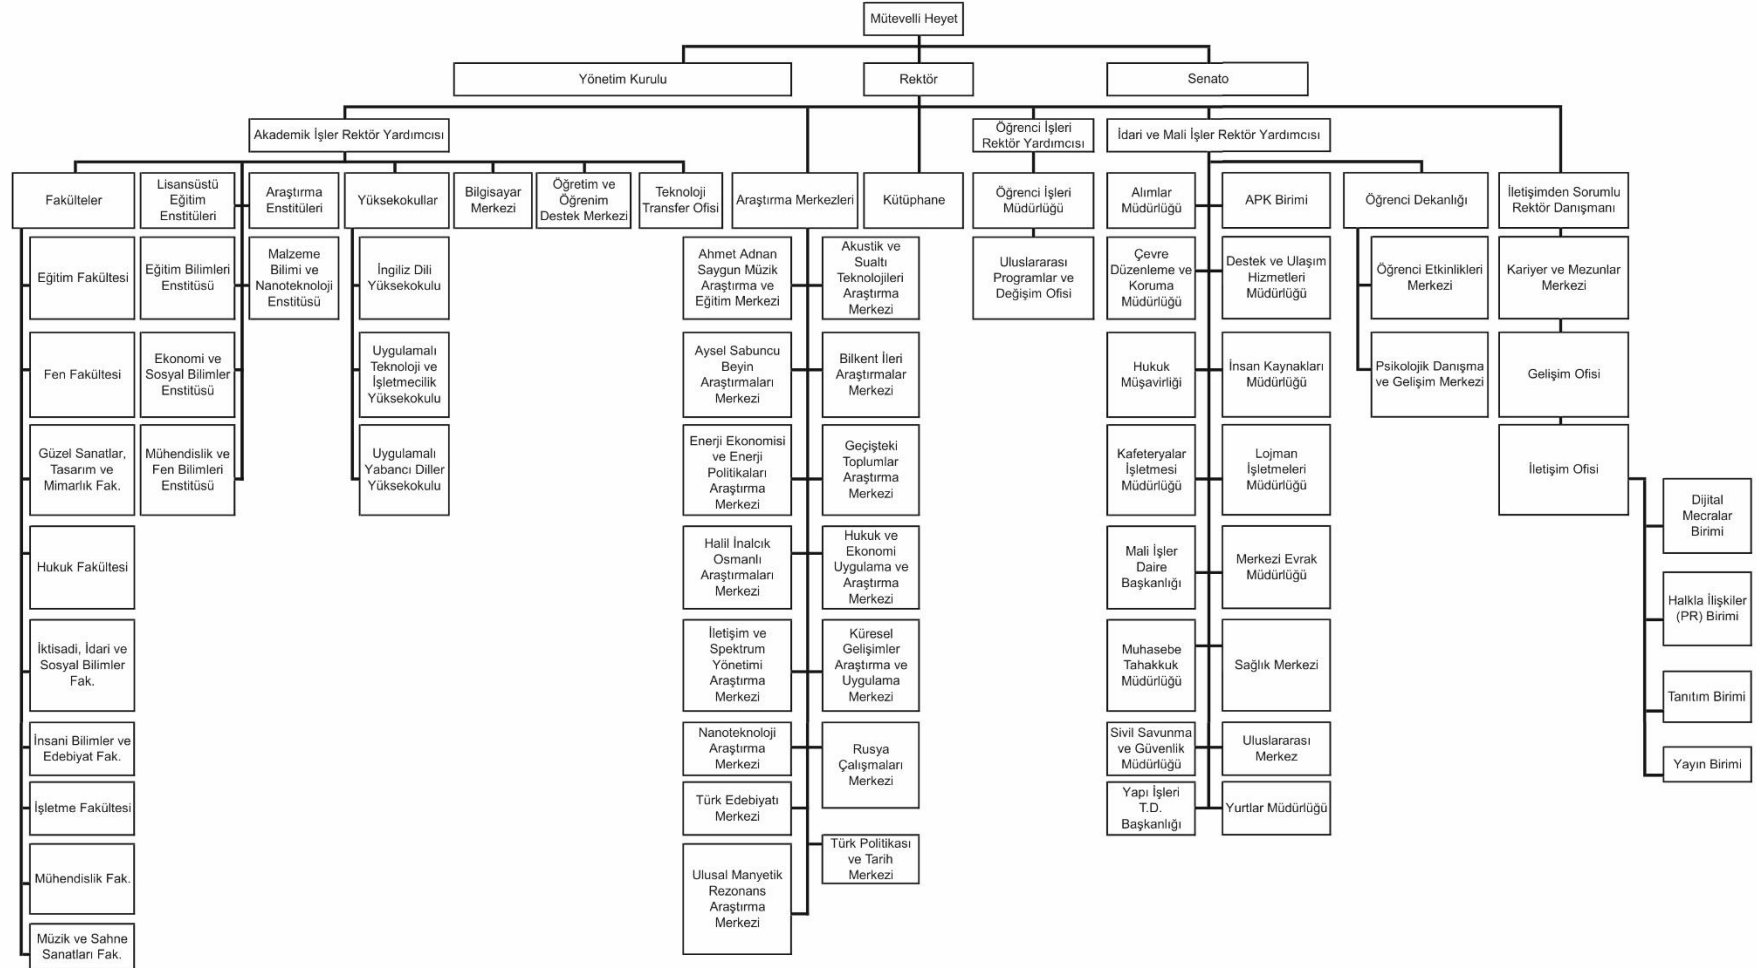 Mütevelli Heyet
Yönetim Kurulu
Rektör
Senato
Akademik İşler Rektör Yardımcısı
Öğrenci İşleri
Rektör Yardımcısı
İdari ve Mali İşler Rektör Yardımcısı
Fakülteler
Lisansüstü
Eğitim
Enstitüleri
Araştırma
Enstitüleri
Yüksekokullar
Bilgisayar
Merkezi
Öğretim ve
Öğrenim
Destek Merkezi
Teknoloji
Transfer Ofisi
Araştırma Merkezleri
Kütüphane
Öğrenci İşleri
Müdürlüğü
Alımlar
Müdürlüğü
APK Birimi
Öğrenci Dekanlığı
İletişimden Sorumlu
Rektör Danışmanı
Eğitim Fakültesi
Fen Fakültesi
Güzel Sanatlar,
Tasarım ve
Mimarlık Fak.
Hukuk Fakültesi
İktisadi, İdari ve
Sosyal Bilimler
Fak.
İnsani Bilimler ve
Edebiyat Fak.
İşletme Fakültesi
Mühendislik Fak.
Müzik ve Sahne
Sanatları Fak.
Eğitim Bilimleri
Enstitüsü
Ekonomi ve
Sosyal Bilimler
Enstitüsü
Mühendislik ve
Fen Bilimleri
Enstitüsü
Malzeme
Bilimi ve
Nanoteknoloji
Enstitüsü
İngiliz Dili
Yüksekokulu
Uygulamalı
Teknoloji ve
İşletmecilik
Yüksekokulu
Uygulamalı
Yabancı Diller
Yüksekokulu
Ahmet Adnan
Saygun Müzik
Araştırma ve
Eğitim Merkezi
Aysel Sabuncu
Beyin
Araştırmaları
Merkezi
Enerji Ekonomisi
ve Enerji
Politikaları
Araştırma
Merkezi
Halil İnalcık
Osmanlı
Araştırmaları
Merkezi
İletişim ve
Spektrum
Yönetimi
Araştırma
Merkezi
Nanoteknoloji
Araştırma
Merkezi
Türk Edebiyatı
Merkezi
Ulusal Manyetik
Rezonans
Araştırma
Merkezi
Akustik ve
Sualtı
Teknolojileri
Araştırma
Merkezi
Bilkent İleri
Araştırmalar
Merkezi
Geçişteki
Toplumlar
Araştırma
Merkezi
Hukuk ve
Ekonomi
Uygulama ve
Araştırma
Merkezi
Küresel
Gelişimler
Araştırma ve
Uygulama
Merkezi
Rusya
Çalışmaları
Merkezi
Türk Politikası
ve Tarih
Merkezi
Uluslararası
Programlar ve
Değişim Ofisi
Çevre
Düzenleme ve
Koruma
Müdürlüğü
Hukuk
Müşavirliği
Kafeteryalar
İşletmesi
Müdürlüğü
Mali İşler
Daire
Başkanlığı
Muhasebe
Tahakkuk
Müdürlüğü
Sivil Savunma
ve Güvenlik
Müdürlüğü
Yapı İşleri
T.D.
Başkanlığı
Destek ve Ulaşım
Hizmetleri
Müdürlüğü
İnsan Kaynakları
Müdürlüğü
Lojman
İşletmeleri
Müdürlüğü
Merkezi Evrak
Müdürlüğü
Sağlık Merkezi
Uluslararası
Merkez
Yurtlar Müdürlüğü
Öğrenci Etkinlikleri
Merkezi
Psikolojik Danışma
ve Gelişim Merkezi
Kariyer ve Mezunlar
Merkezi
Gelişim Ofisi
İletişim Ofisi
Dijital
Mecralar
Birimi
Halkla İlişkiler
(PR) Birimi
Tanıtım Birimi
Yayın Birimi